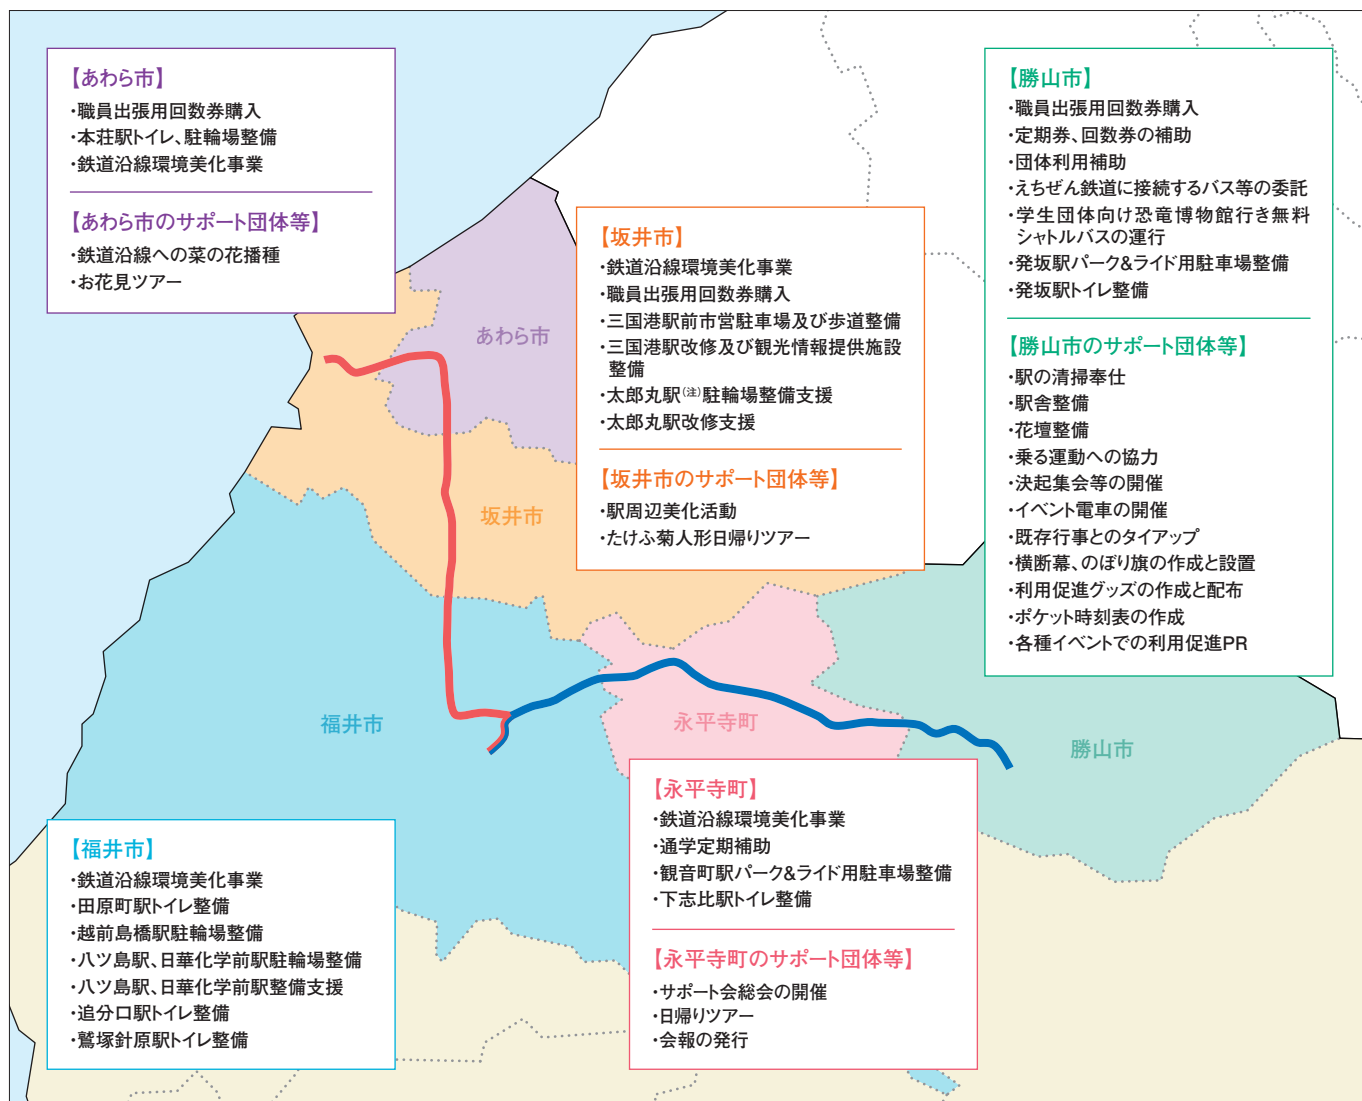 【あわら市】
・職員出張用回数券購入
・本荘駅トイレ、駐輪場整備
・鉄道沿線環境美化事業
【あわら市のサポート団体等】
・鉄道沿線への菜の花播種
・お花見ツアー
【坂井市】
・鉄道沿線環境美化事業
・職員出張用回数券購入
・三国港駅前市営駐車場及び歩道整備
・三国港駅改修及び観光情報提供施設
整備
・太郎丸駅(注)駐輪場整備支援
・太郎丸駅改修支援
【坂井市のサポート団体等】
・駅周辺美化活動
・たけふ菊人形日帰りツアー
【勝山市】
・職員出張用回数券購入
・定期券、回数券の補助
・団体利用補助
・えちぜん鉄道に接続するバス等の委託
・学生団体向け恐竜博物館行き無料
シャトルバスの運行
・発坂駅パーク&ライド用駐車場整備
・発坂駅トイレ整備
【勝山市のサポート団体等】
・駅の清掃奉仕
・駅舎整備
・花壇整備
・乗る運動への協力
・決起集会等の開催
・イベント電車の開催
・既存行事とのタイアップ
・横断幕、のぼり旗の作成と設置
・利用促進グッズの作成と配布
・ポケット時刻表の作成
・各種イベントでの利用促進PR
あわら市
坂井市
福井市
永平寺町
勝山市
【福井市】
・鉄道沿線環境美化事業
・田原町駅トイレ整備
・越前島橋駅駐輪場整備
・八ツ島駅、日華化学前駅駐輪場整備
・八ツ島駅、日華化学前駅整備支援
・追分口駅トイレ整備
・鷲塚針原駅トイレ整備
【永平寺町】
・鉄道沿線環境美化事業
・通学定期補助
・観音町駅パーク&ライド用駐車場整備
・下志比駅トイレ整備
【永平寺町のサポート団体等】
・サポート会総会の開催
・日帰りツアー
・会報の発行